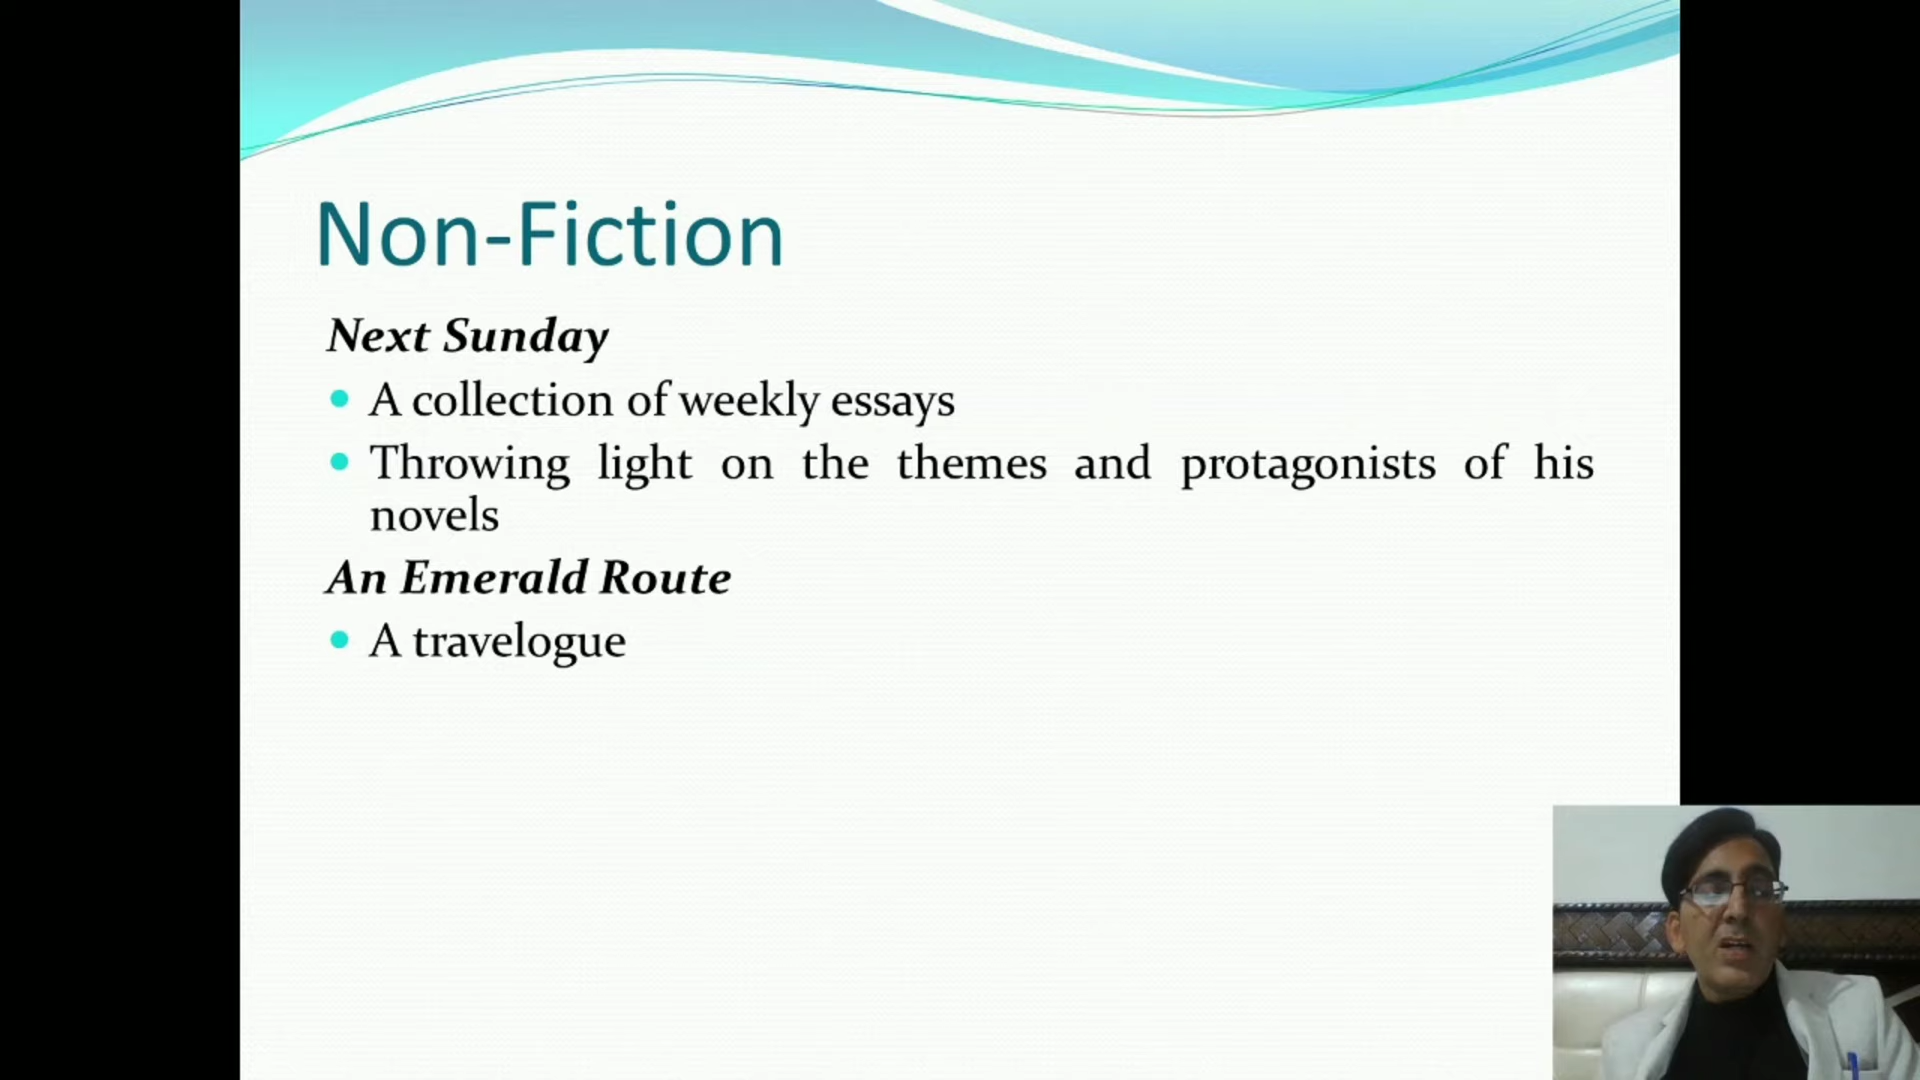 Non-Fiction
Next Sunday
A collection of weekly essays
Throwing light on the themes and protagonists of his
novels
An Emerald Route
A travelogue